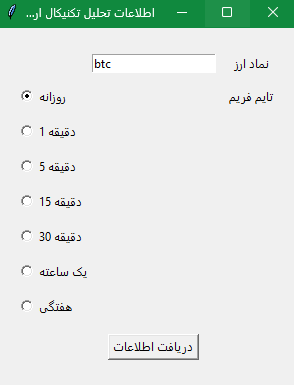 اطلاعات تحلیل تکنیکال ار...
نماد ارز btc
تایم فریم روزانه
1 دقیقه
5 دقیقه
15 دقیقه
30 دقیقه
یک ساعته
هفتگی
دریافت اطلاعات